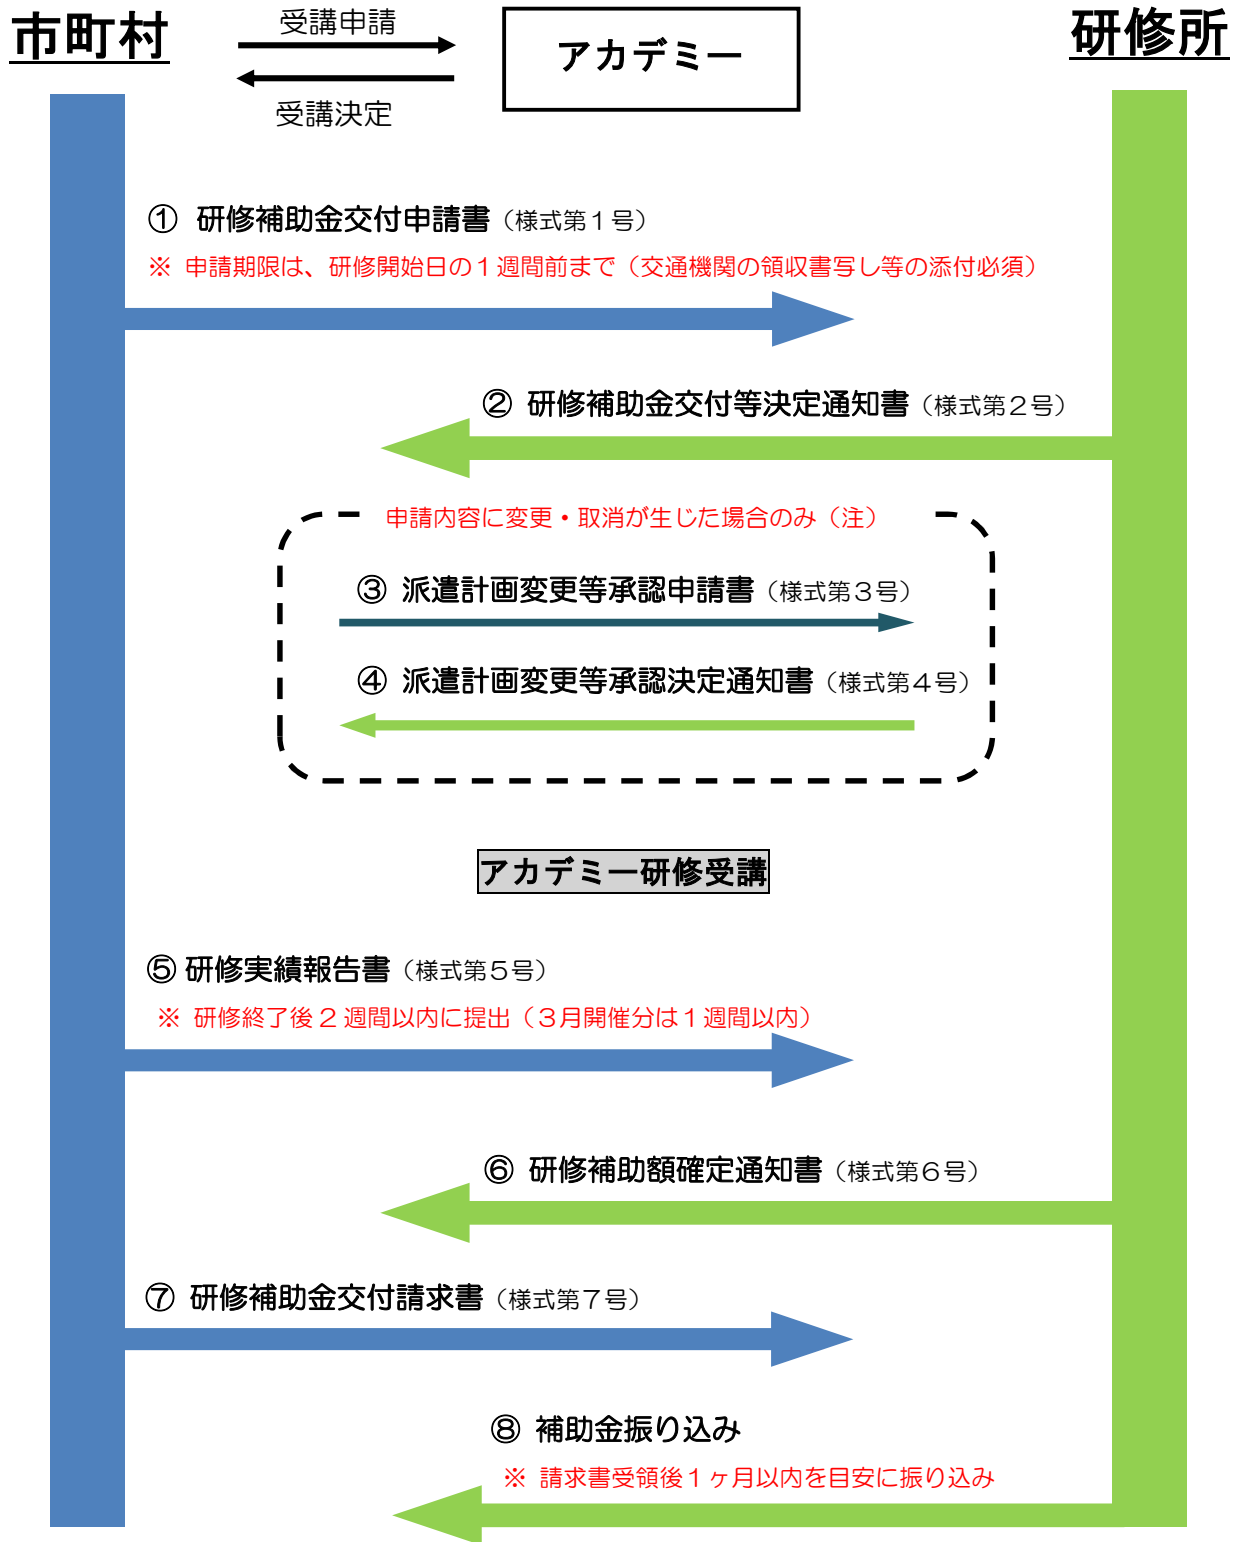 市町村
受講申請
アカデミー
研修所
受講決定
① 研修補助金交付申請書（様式第１号）
※ 申請期限は、研修開始日の１週間前まで（交通機関の領収書写し等の添付必須）
② 研修補助金交付等決定通知書（様式第２号）
申請内容に変更・取消が生じた場合のみ（注）
③ 派遣計画変更等承認申請書（様式第３号）
④ 派遣計画変更等承認決定通知書（様式第４号）
アカデミー研修受講
⑤ 研修実績報告書（様式第５号）
※ 研修終了後２週間以内に提出（３月開催分は１週間以内）
⑥ 研修補助額確定通知書（様式第６号）
⑦ 研修補助金交付請求書（様式第７号）
⑧ 補助金振り込み
※ 請求書受領後１ヶ月以内を目安に振り込み